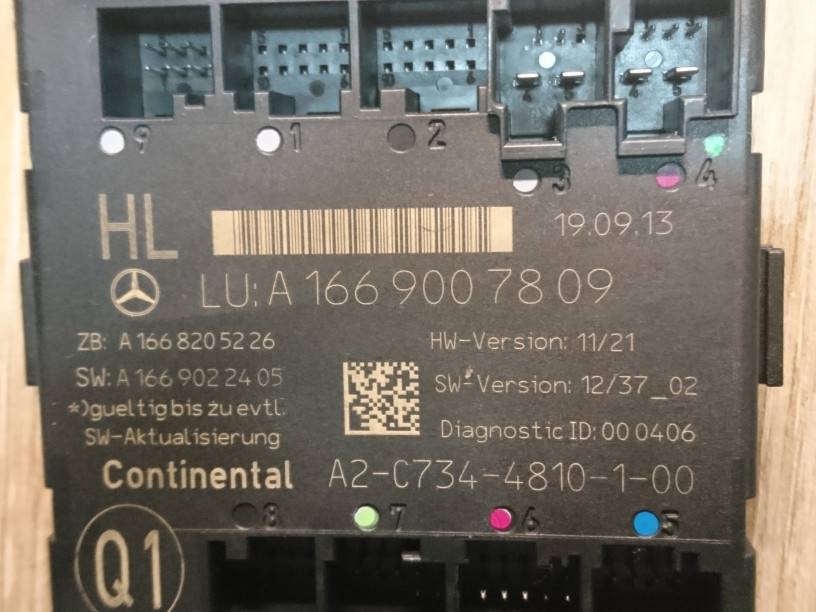 9 1 2
3 4
HL 19.09.13
LU: A 166 900 78 09
ZB: A 166 820 52 26 HW-Version: 11/21
SW: A 166 902 24 05 SW-Version: 12/37_02
*)gueltig bis zu evtl.
SW-Aktualisierung Diagnostic ID: 000406
Continental A2-C734-4810-1-00
8 7 6 5
Q1